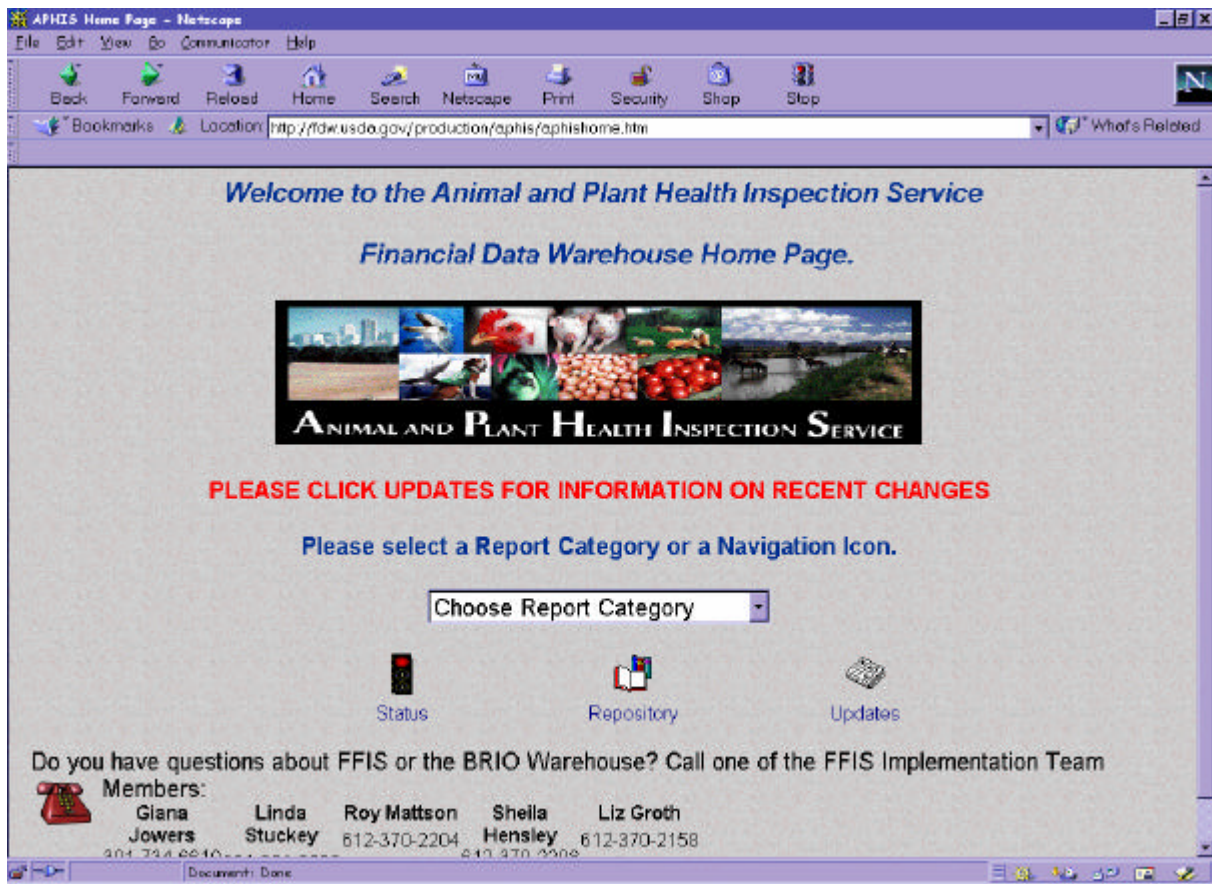 APHIS Home Page - Netscape
File Edit View Go Communicator Help
Back Forward Reload Home Search Netscape Print Security Shop Stop
Bookmarks Location: http://fdw.usda.gov/production/aphis/aphishome.htm What's Related
Welcome to the Animal and Plant Health Inspection Service
Financial Data Warehouse Home Page.
ANIMAL AND PLANT HEALTH INSPECTION SERVICE
PLEASE CLICK UPDATES FOR INFORMATION ON RECENT CHANGES
Please select a Report Category or a Navigation Icon.
Choose Report Category
Status Repository Updates
Do you have questions about FFIS or the BRIO Warehouse? Call one of the FFIS Implementation Team
Members:
Giana Linda Roy Mattson Sheila Liz Groth
Jowers Stuckey 612-370-2204 Hensley 612-370-2158
Document: Done